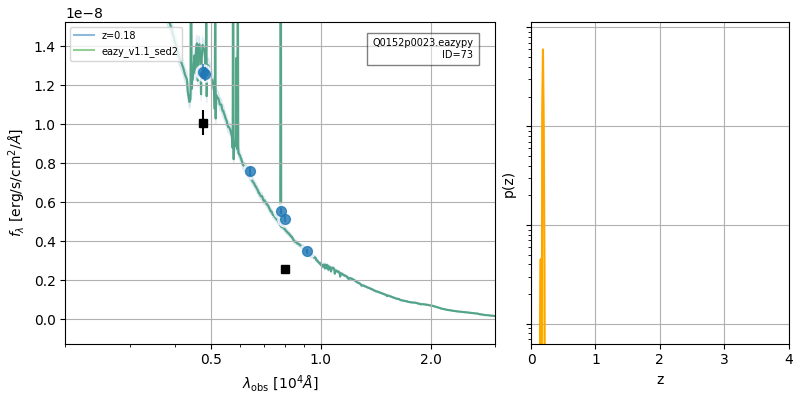 1e−8
z=0.18
eazy_v1.1_sed2
Q0152p0023.eazypy
ID=73
1.4
1.2
1.0
0.8
0.6
0.4
0.2
0.0
fλ [erg/s/cm²/Å]
0.5
1.0
2.0
λobs [10⁴Å]
p(z)
0
1
2
3
4
z